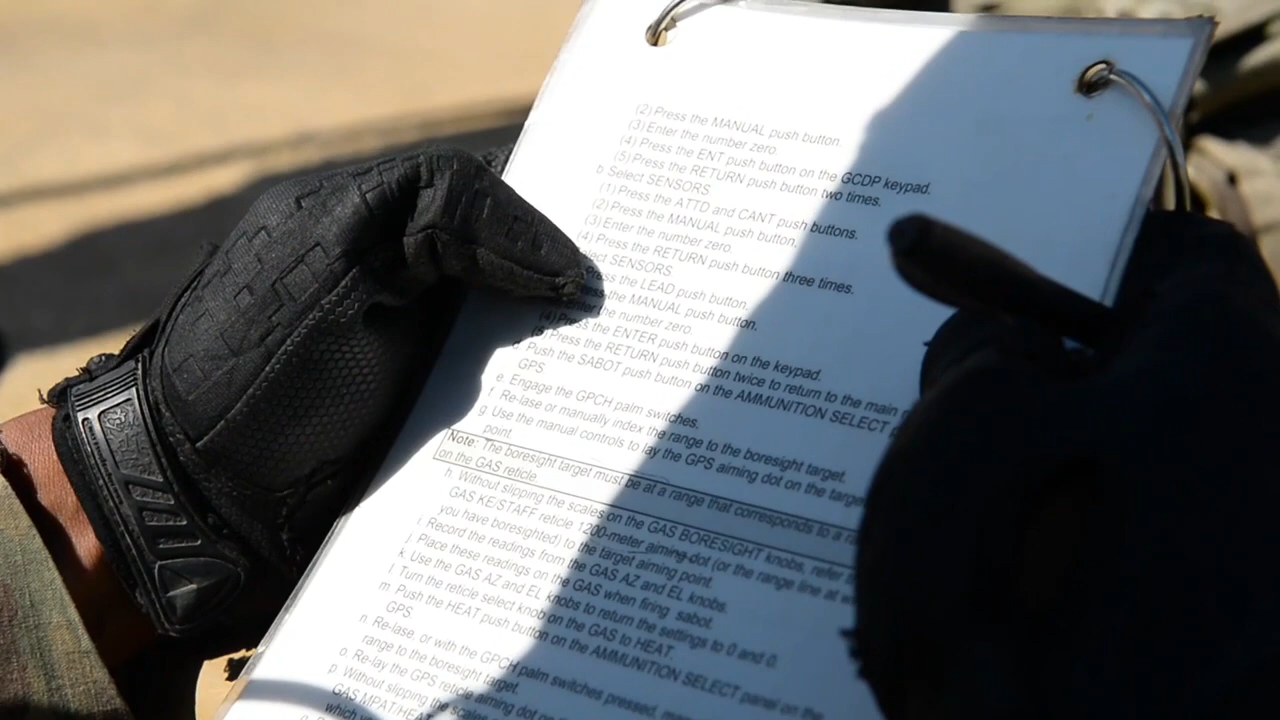 (2) Press the MANUAL push button.
(3) Enter the number zero.
(4) Press the ENT push button on the GCDP keypad.
(5) Press the RETURN push button two times.
b Select SENSORS
(1) Press the ATTD and CANT push buttons.
(2) Press the MANUAL push button.
(3) Enter the number zero.
(4) Press the RETURN push button three times.
SENSORS
Press the LEAD push button.
the MANUAL push button.
the number zero.
(4) Press the ENTER push button on the keypad.
(5) Press the RETURN push button twice to return to the main
d. Push the SABOT push button on the AMMUNITION SELECT
GPS
e. Engage the GPCH palm switches.
f. Re-lase or manually index the range to the boresight target.
g. Use the manual controls to lay the GPS aiming dot on the target
point.
Note: The boresight target must be at a range that corresponds to a
on the GAS reticle.
h. Without slipping the scales on the GAS BORESIGHT knobs, refer
GAS KE/STAFF reticle 1200-meter aiming dot (or the range line at
you have boresighted) to the target aiming point.
i. Record the readings from the GAS AZ and EL knobs.
j. Place these readings on the GAS when firing sabot.
k. Use the GAS AZ and EL knobs to return the settings to 0 and 0.
l. Turn the reticle select knob on the GAS to HEAT.
m. Push the HEAT push button on the AMMUNITION SELECT panel on the
GPS.
n. Re-lase, or with the GPCH palm switches pressed,
range to the boresight target.
o. Re-lay the GPS reticle aiming dot
p. Without slipping the scales
GAS MPAT/HEAT
which